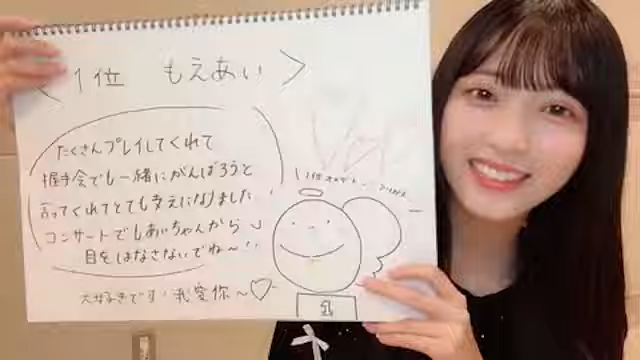 1位 もえあい
たくさんプレイしてくれて
握手会でも一緒にがんばろうと
言ってくれてとても支えになりました
コンサートでもあいちゃんから
目をはなさないでね〜!!
大好きです! 我愛你〜♡
1